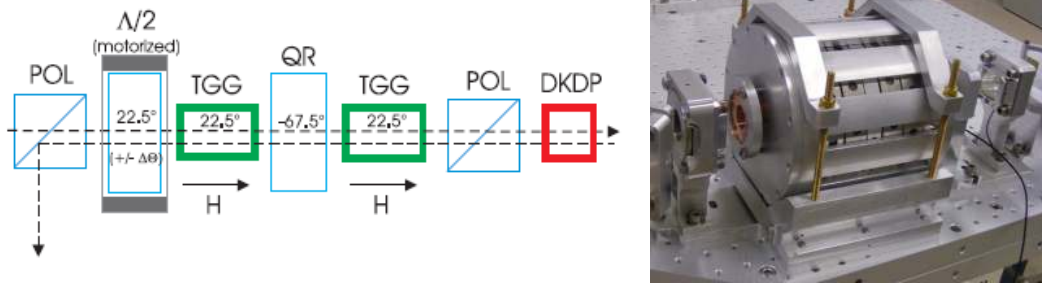 Λ/2
(motorized)
QR
POL
TGG
TGG
POL
DKDP
22.5°
22.5°
-67.5°
22.5°
(+/- ΔΘ)
H
H